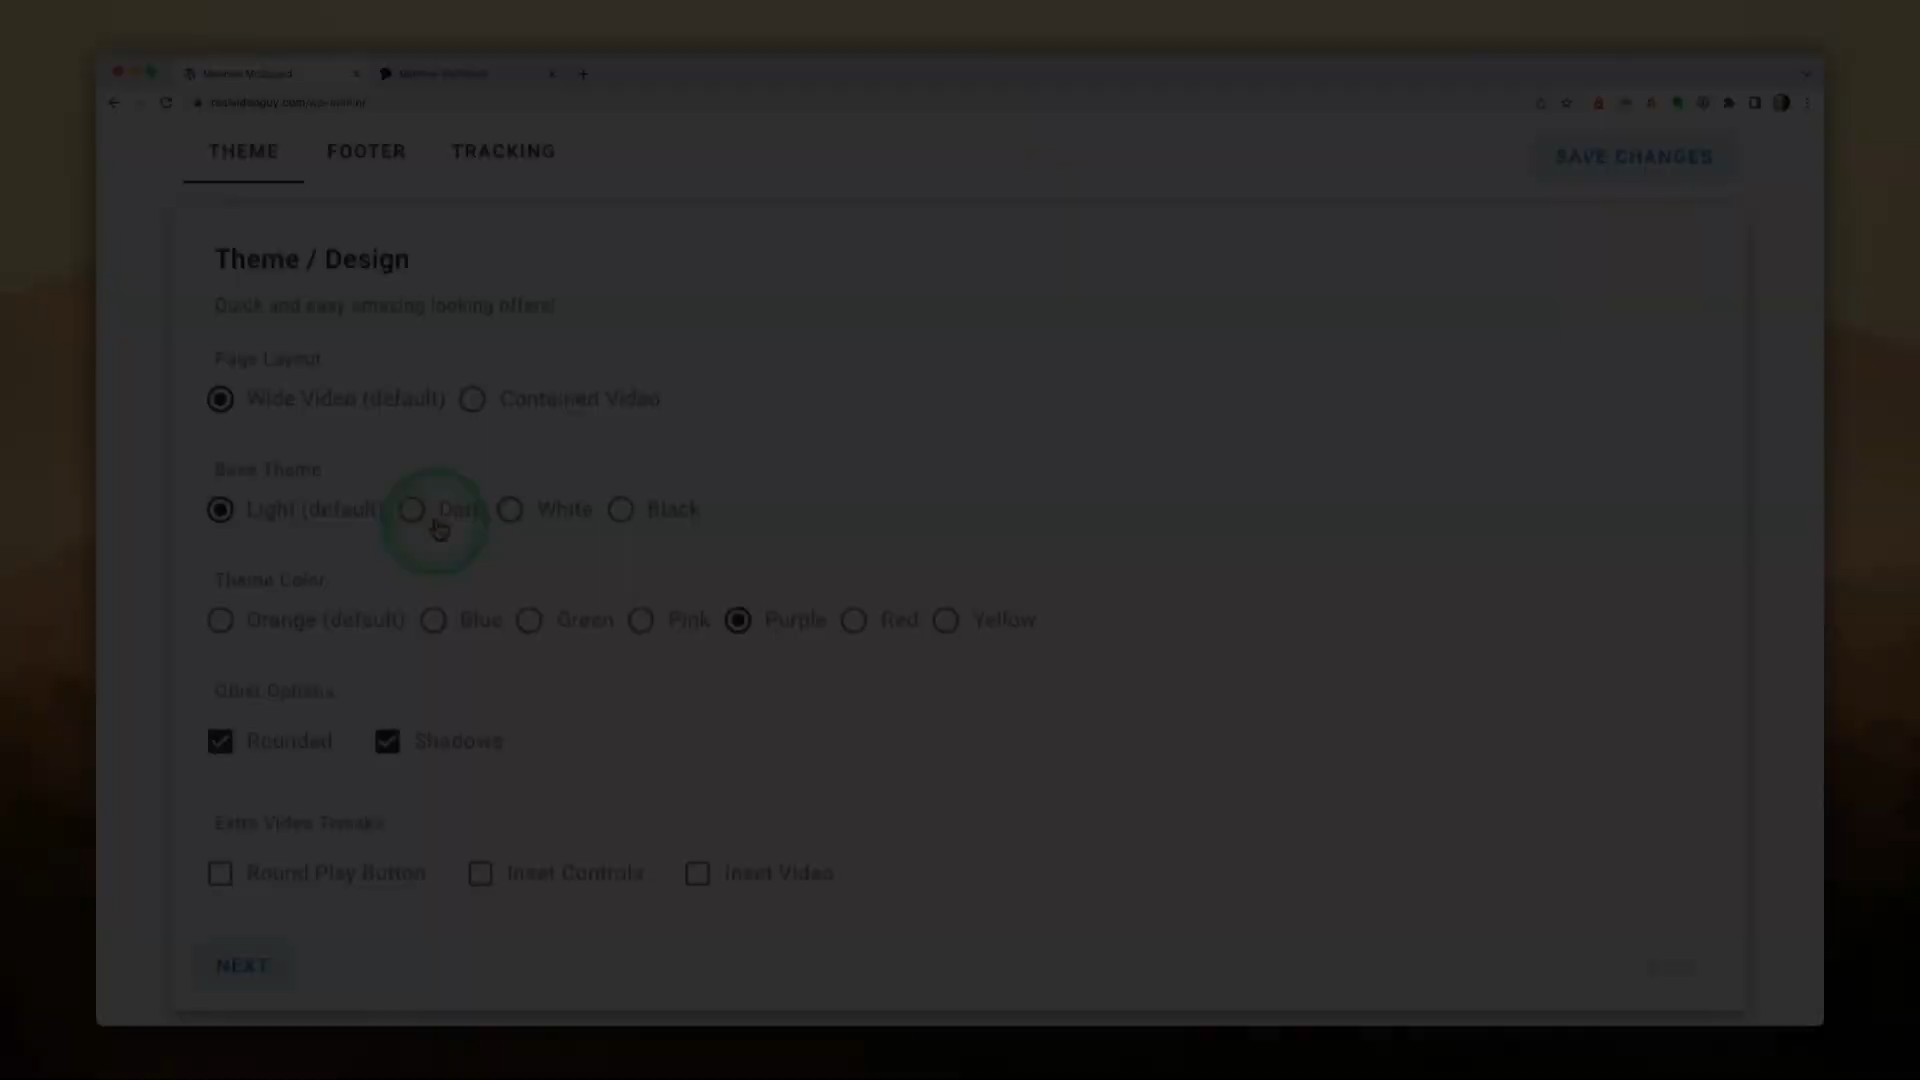 THEME
FOOTER
TRACKING
SAVE CHANGES
Theme / Design
Quick and easy amazing looking offers!
Page Layout
Wide Video (default)
Contained Video
Base Theme
Light (default)
Dark
White
Black
Theme Color
Orange (default)
Blue
Green
Pink
Purple
Red
Yellow
Other Options
Rounded
Shadows
Extra Video Tweaks
Round Play Button
Inset Controls
Inset Video
NEXT